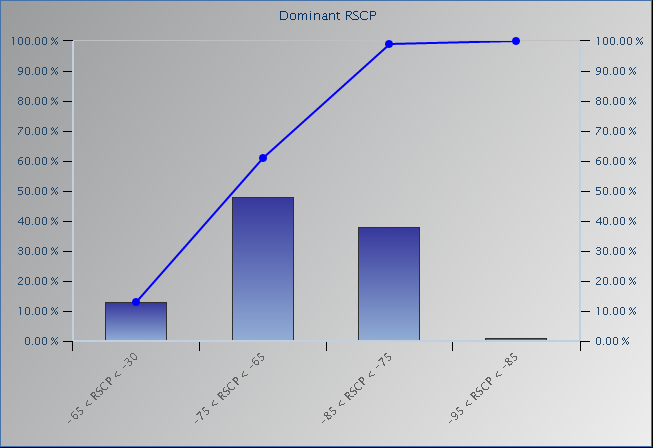 Dominant RSCP
100.00 % 100.00 %
90.00 % 90.00 %
80.00 % 80.00 %
70.00 % 70.00 %
60.00 % 60.00 %
50.00 % 50.00 %
40.00 % 40.00 %
30.00 % 30.00 %
20.00 % 20.00 %
10.00 % 10.00 %
0.00 % 0.00 %
-65 < RSCP < -30
-75 < RSCP < -65
-85 < RSCP < -75
-95 < RSCP < -85